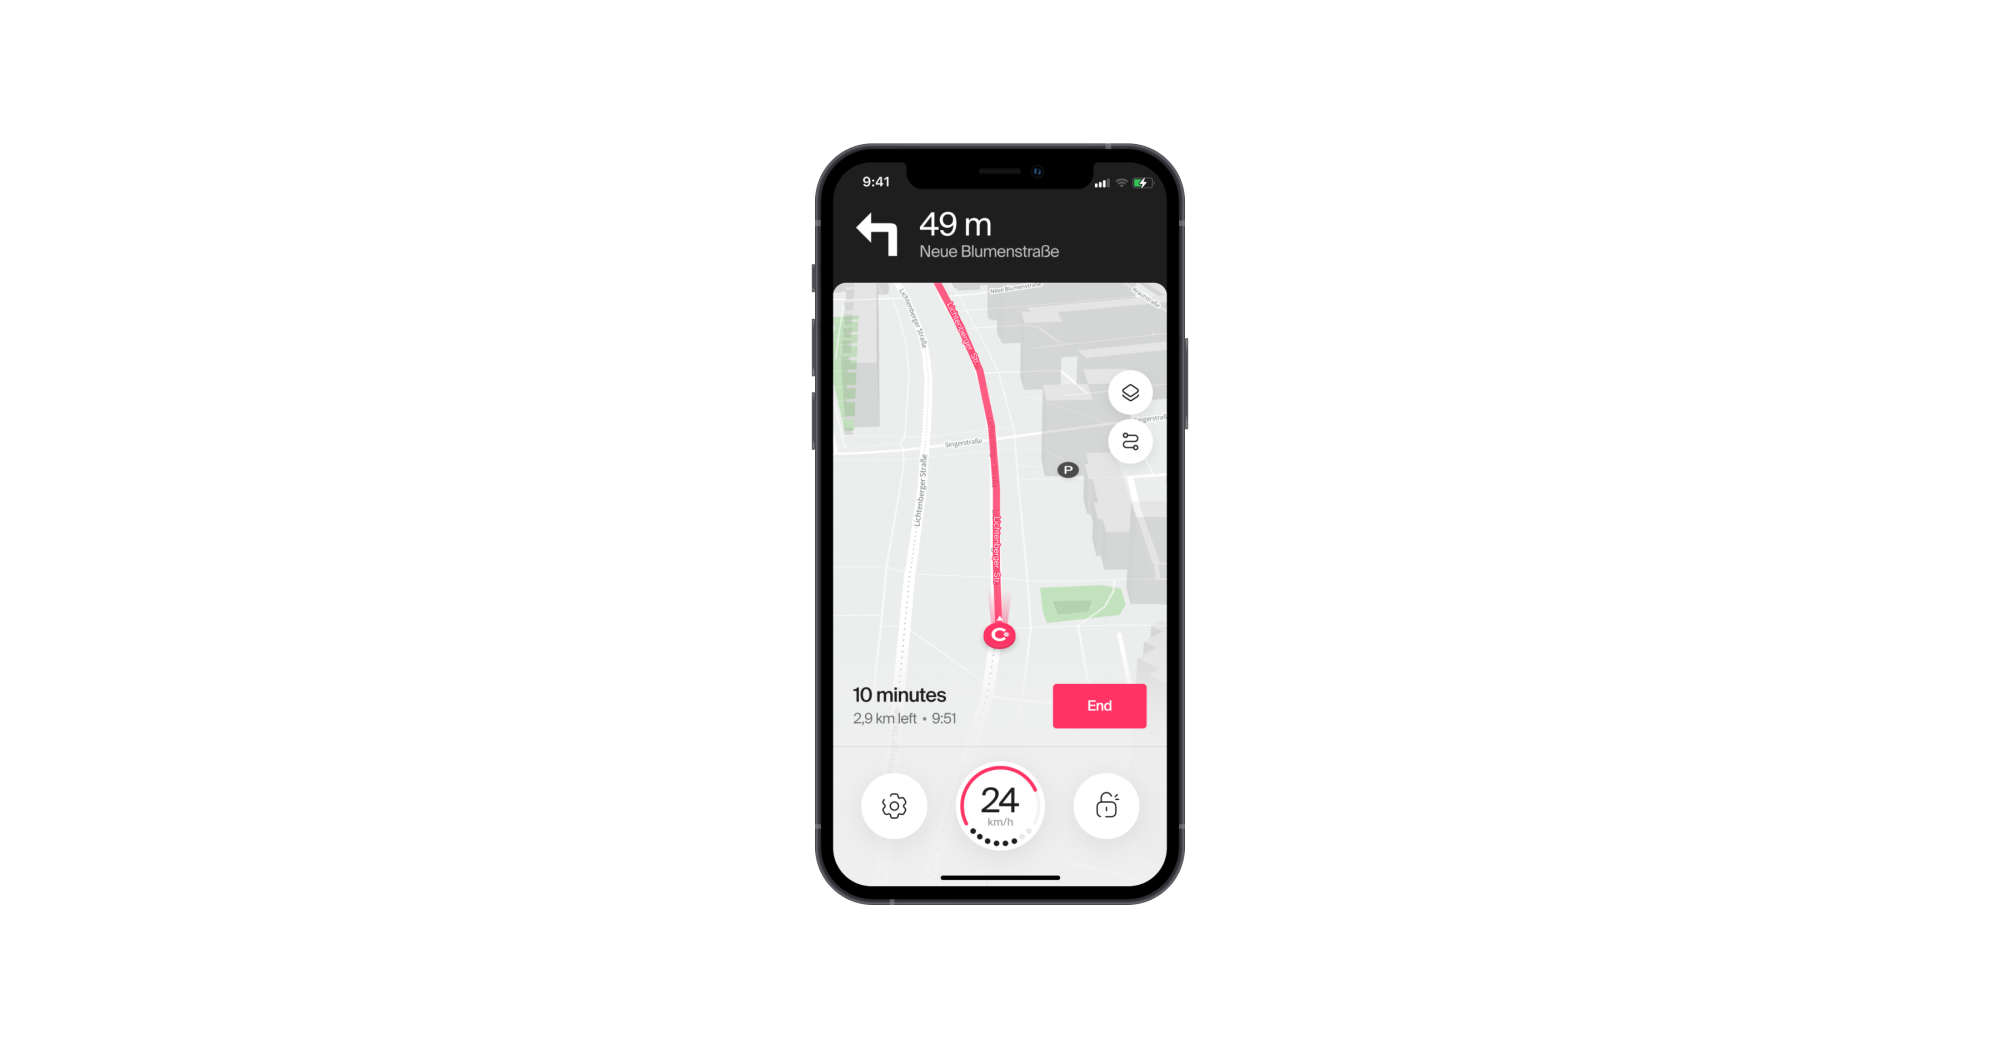 9:41
49 m
Neue Blumenstraße
Neue Blumenstraße
Krautstraße
Lichtenberger Straße
Lichtenberger Str.
Singerstraße
Singerstraße
Lichtenberger Straße
P
Lichtenberger Str.
C
10 minutes
End
2,9 km left • 9:51
24
km/h